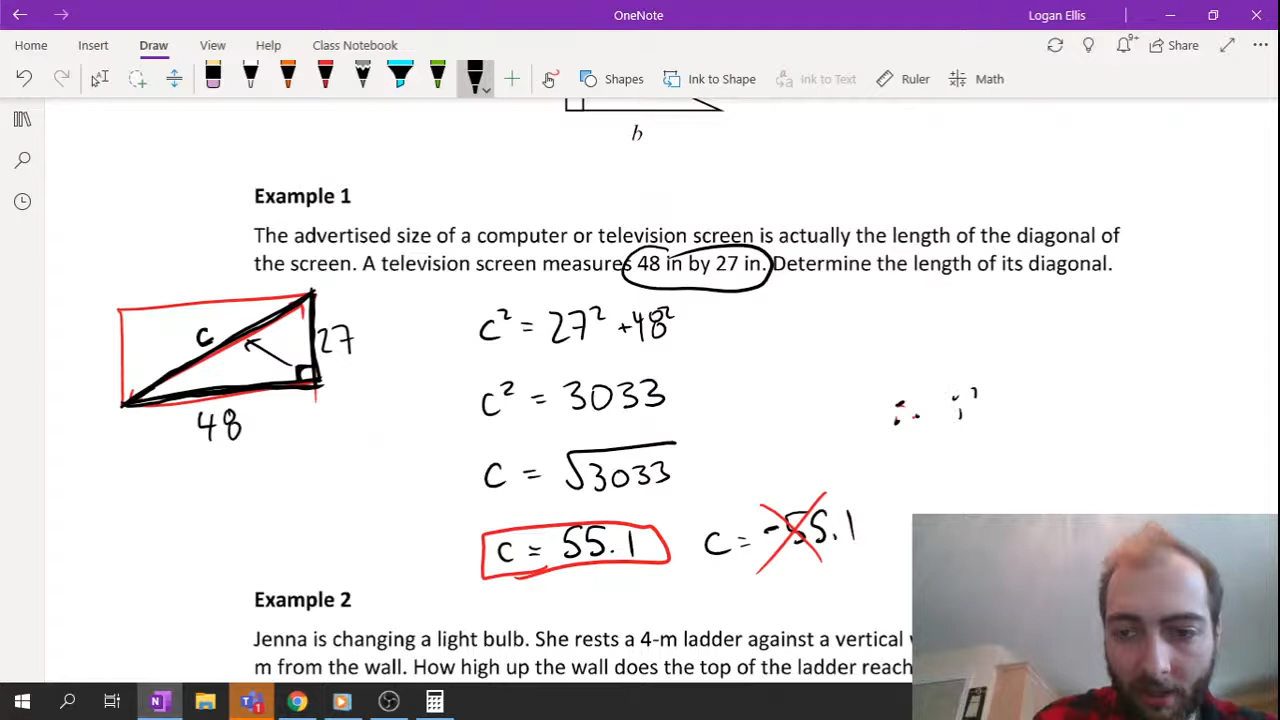 OneNote
Logan Ellis
Home Insert Draw View Help Class Notebook
Share
Shapes Ink to Shape Ink to Text Ruler Math
b
Example 1
The advertised size of a computer or television screen is actually the length of the diagonal of
the screen. A television screen measures 48 in by 27 in. Determine the length of its diagonal.
c² = 27² + 48²
c
27
48
c² = 3033
c = √3033
c = 55.1
c = -55.1
∴
Example 2
Jenna is changing a light bulb. She rests a 4-m ladder against a vertical
m from the wall. How high up the wall does the top of the ladder reach